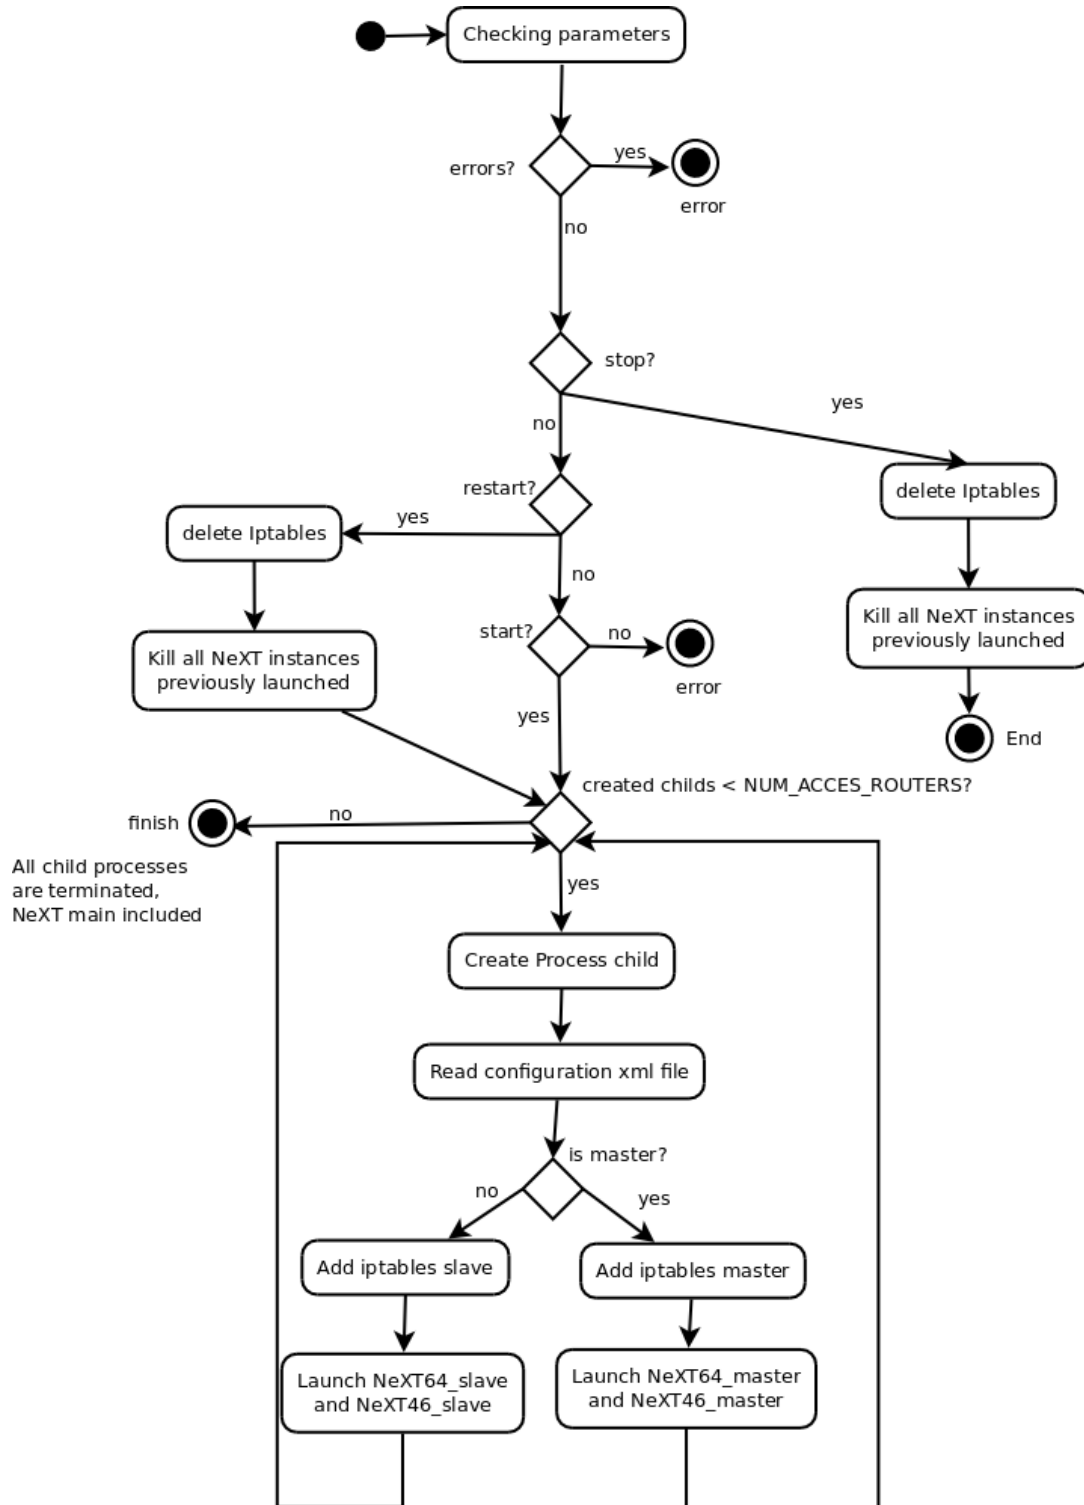 Checking parameters
errors?
yes
error
no
stop?
yes
no
restart?
delete Iptables
yes
delete Iptables
no
Kill all NeXT instances
previously launched
start?
no
error
Kill all NeXT instances
previously launched
yes
End
created childs < NUM_ACCES_ROUTERS?
finish
no
All child processes
are terminated,
NeXT main included
yes
Create Process child
Read configuration xml file
is master?
no
yes
Add iptables slave
Add iptables master
Launch NeXT64_slave
and NeXT46_slave
Launch NeXT64_master
and NeXT46_master